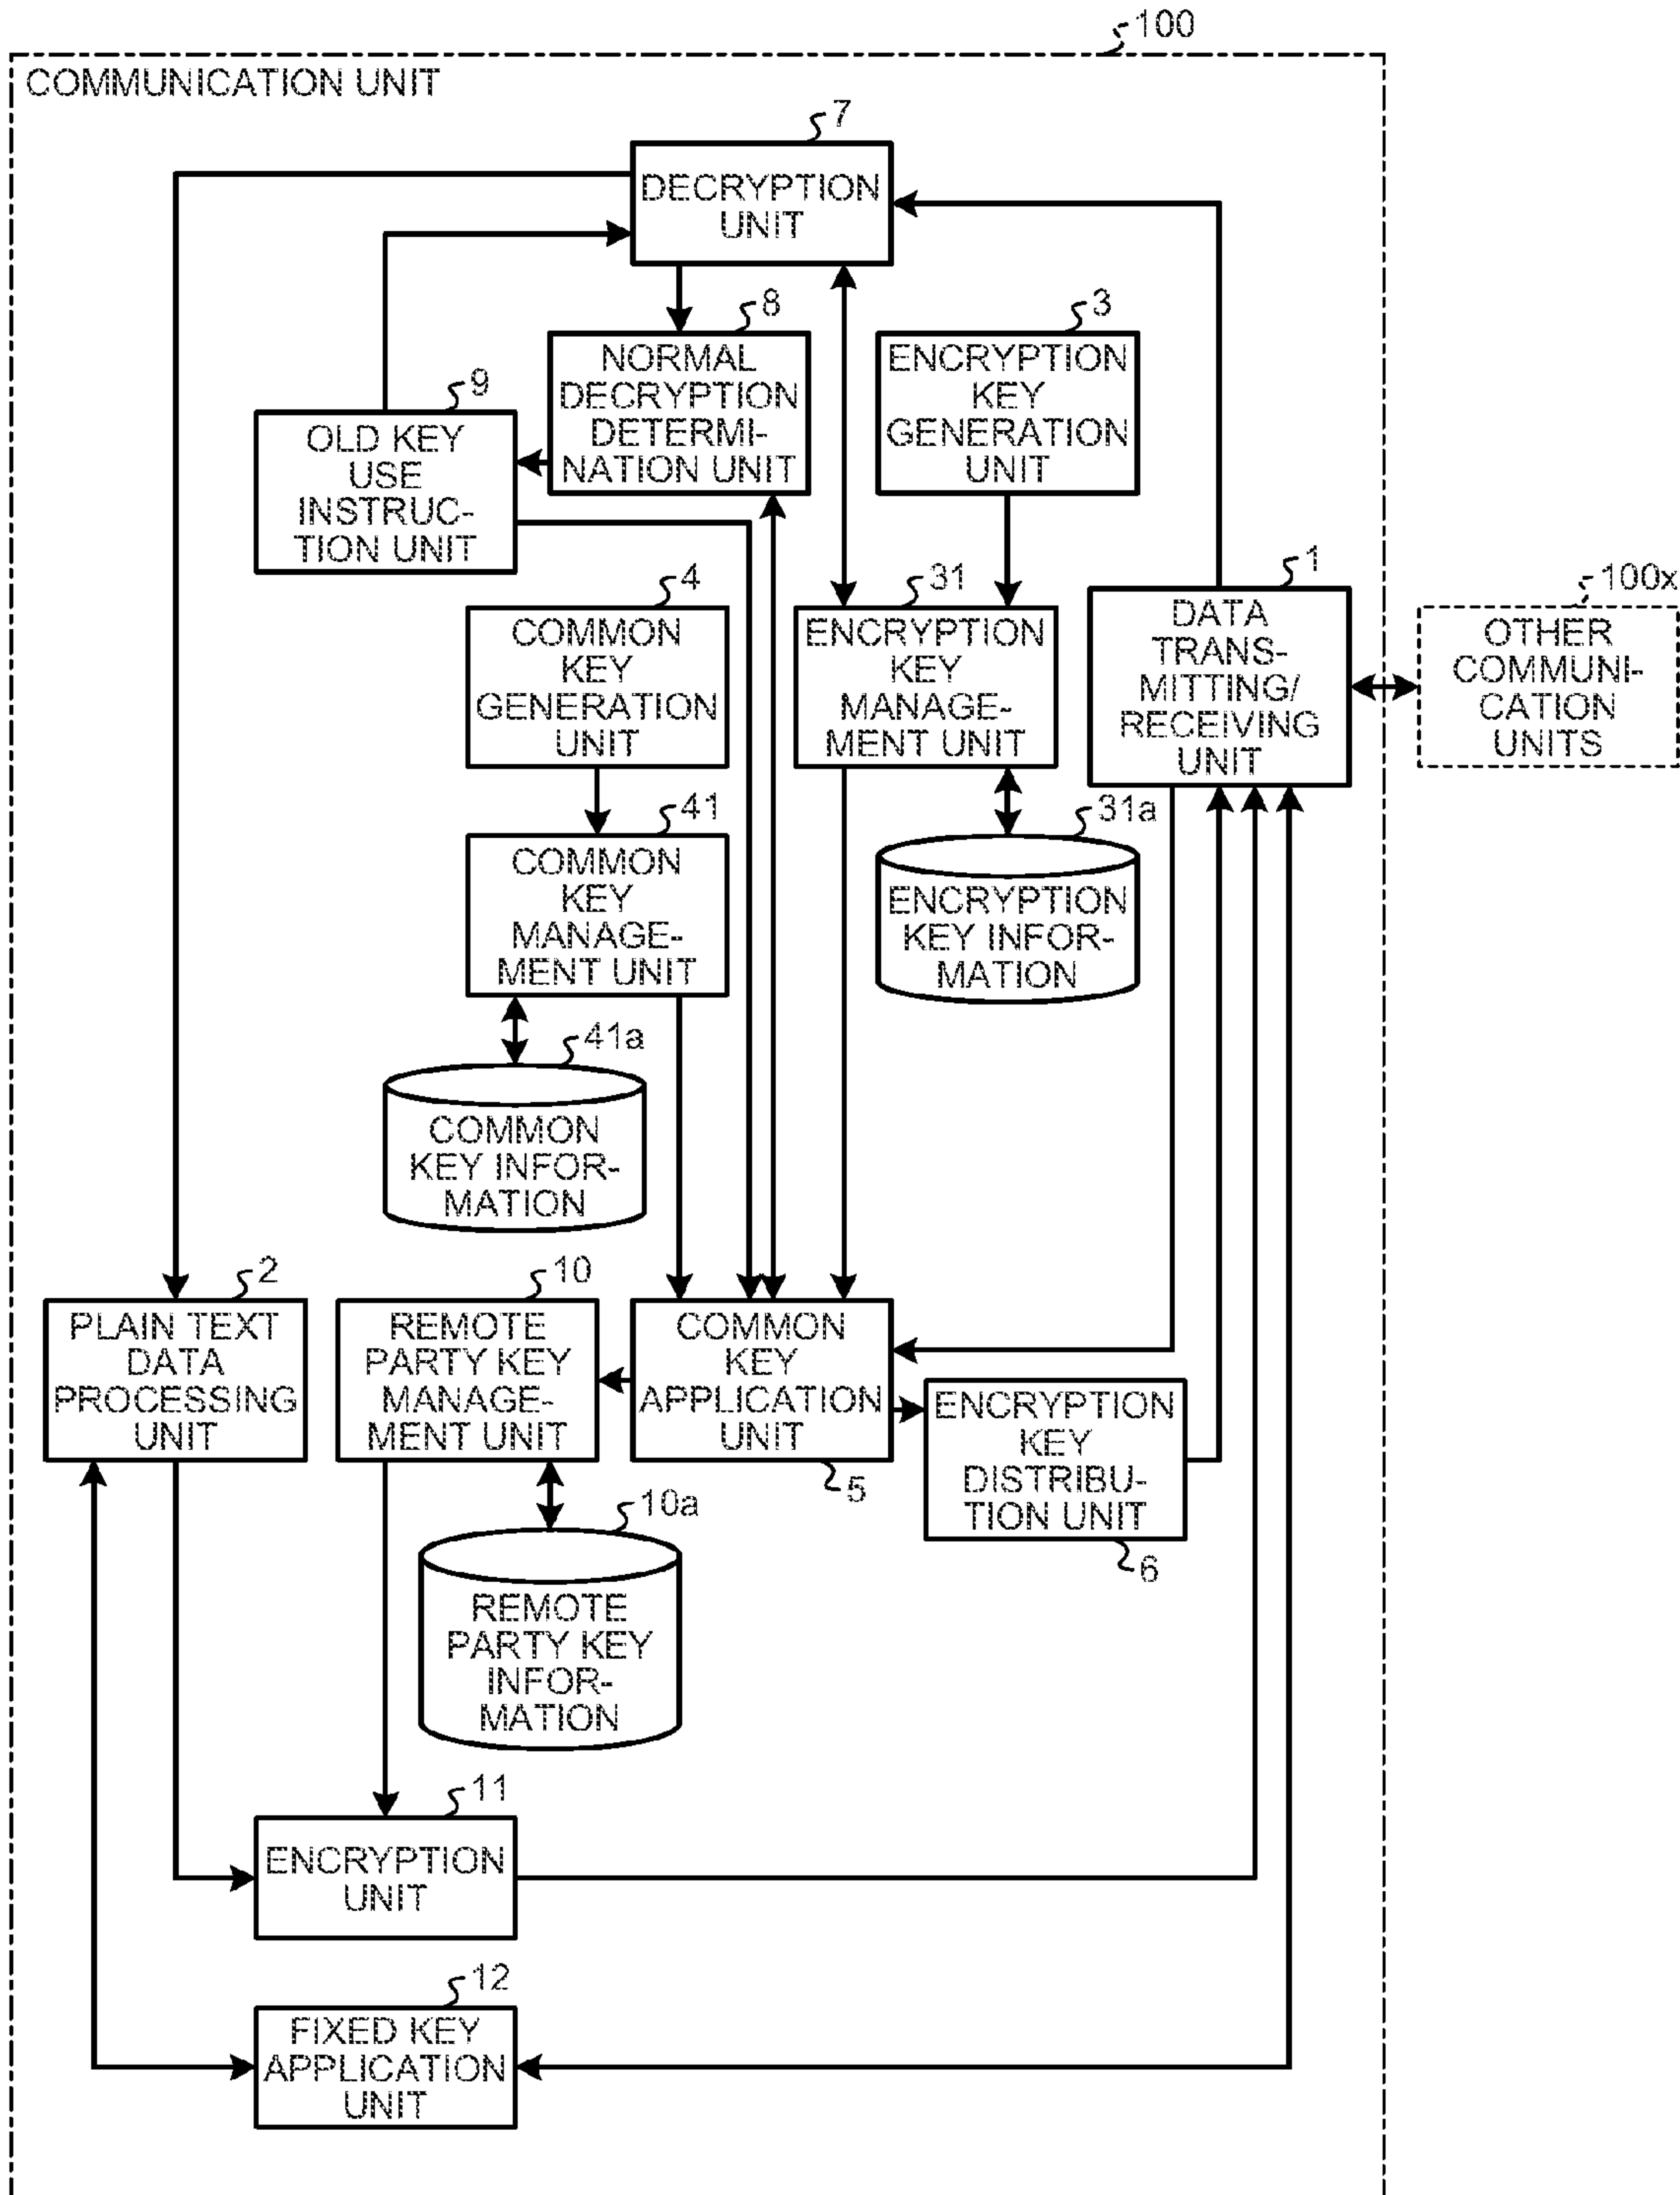 100
COMMUNICATION UNIT
7
DECRYPTION
UNIT
8
NORMAL
DECRYPTION
DETERMI-
NATION UNIT
3
ENCRYPTION
KEY
GENERATION
UNIT
9
OLD KEY
USE
INSTRUC-
TION UNIT
4
COMMON
KEY
GENERATION
UNIT
31
ENCRYPTION
KEY
MANAGE-
MENT UNIT
1
DATA
TRANS-
MITTING/
RECEIVING
UNIT
100x
OTHER
COMMUNI-
CATION
UNITS
41
COMMON
KEY
MANAGE-
MENT UNIT
31a
ENCRYPTION
KEY INFOR-
MATION
41a
COMMON
KEY INFOR-
MATION
2
PLAIN TEXT
DATA
PROCESSING
UNIT
10
REMOTE
PARTY KEY
MANAGE-
MENT UNIT
COMMON
KEY
APPLICATION
UNIT
5
ENCRYPTION
KEY
DISTRIBU-
TION UNIT
6
10a
REMOTE
PARTY KEY
INFOR-
MATION
11
ENCRYPTION
UNIT
12
FIXED KEY
APPLICATION
UNIT